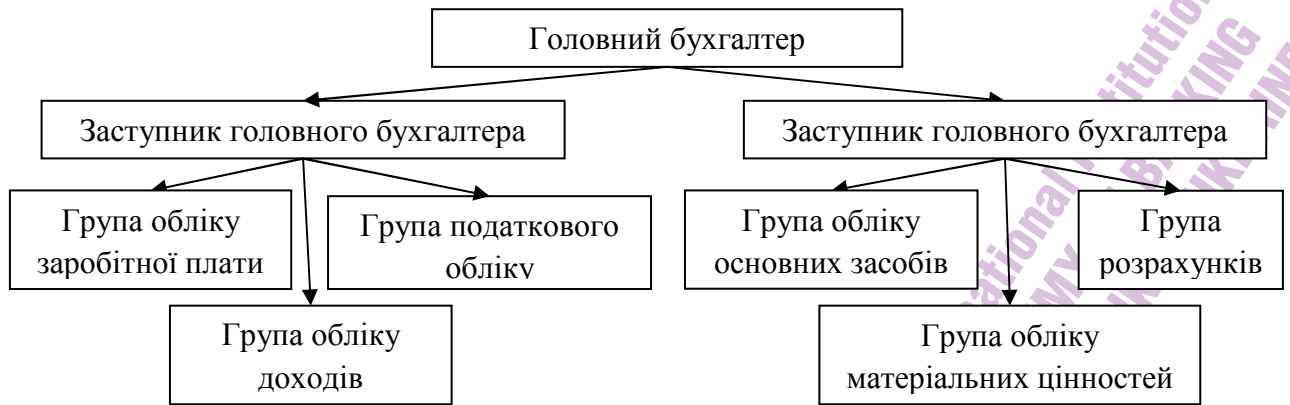 Головний бухгалтер
Заступник головного бухгалтера
Заступник головного бухгалтера
Група обліку
заробітної плати
Група податкового
обліку
Група обліку
основних засобів
Група
розрахунків
Група обліку
доходів
Група обліку
матеріальних цінностей